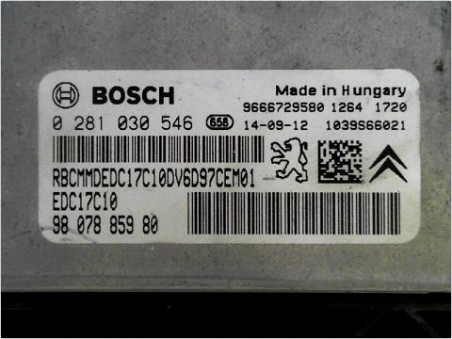 BOSCH
Made in Hungary
9666729580 1264 1720
0 281 030 546 658 14-09-12 1039S66021
RBCMMDEDC17C10DV6D97CEM01
EDC17C10
98 078 859 80